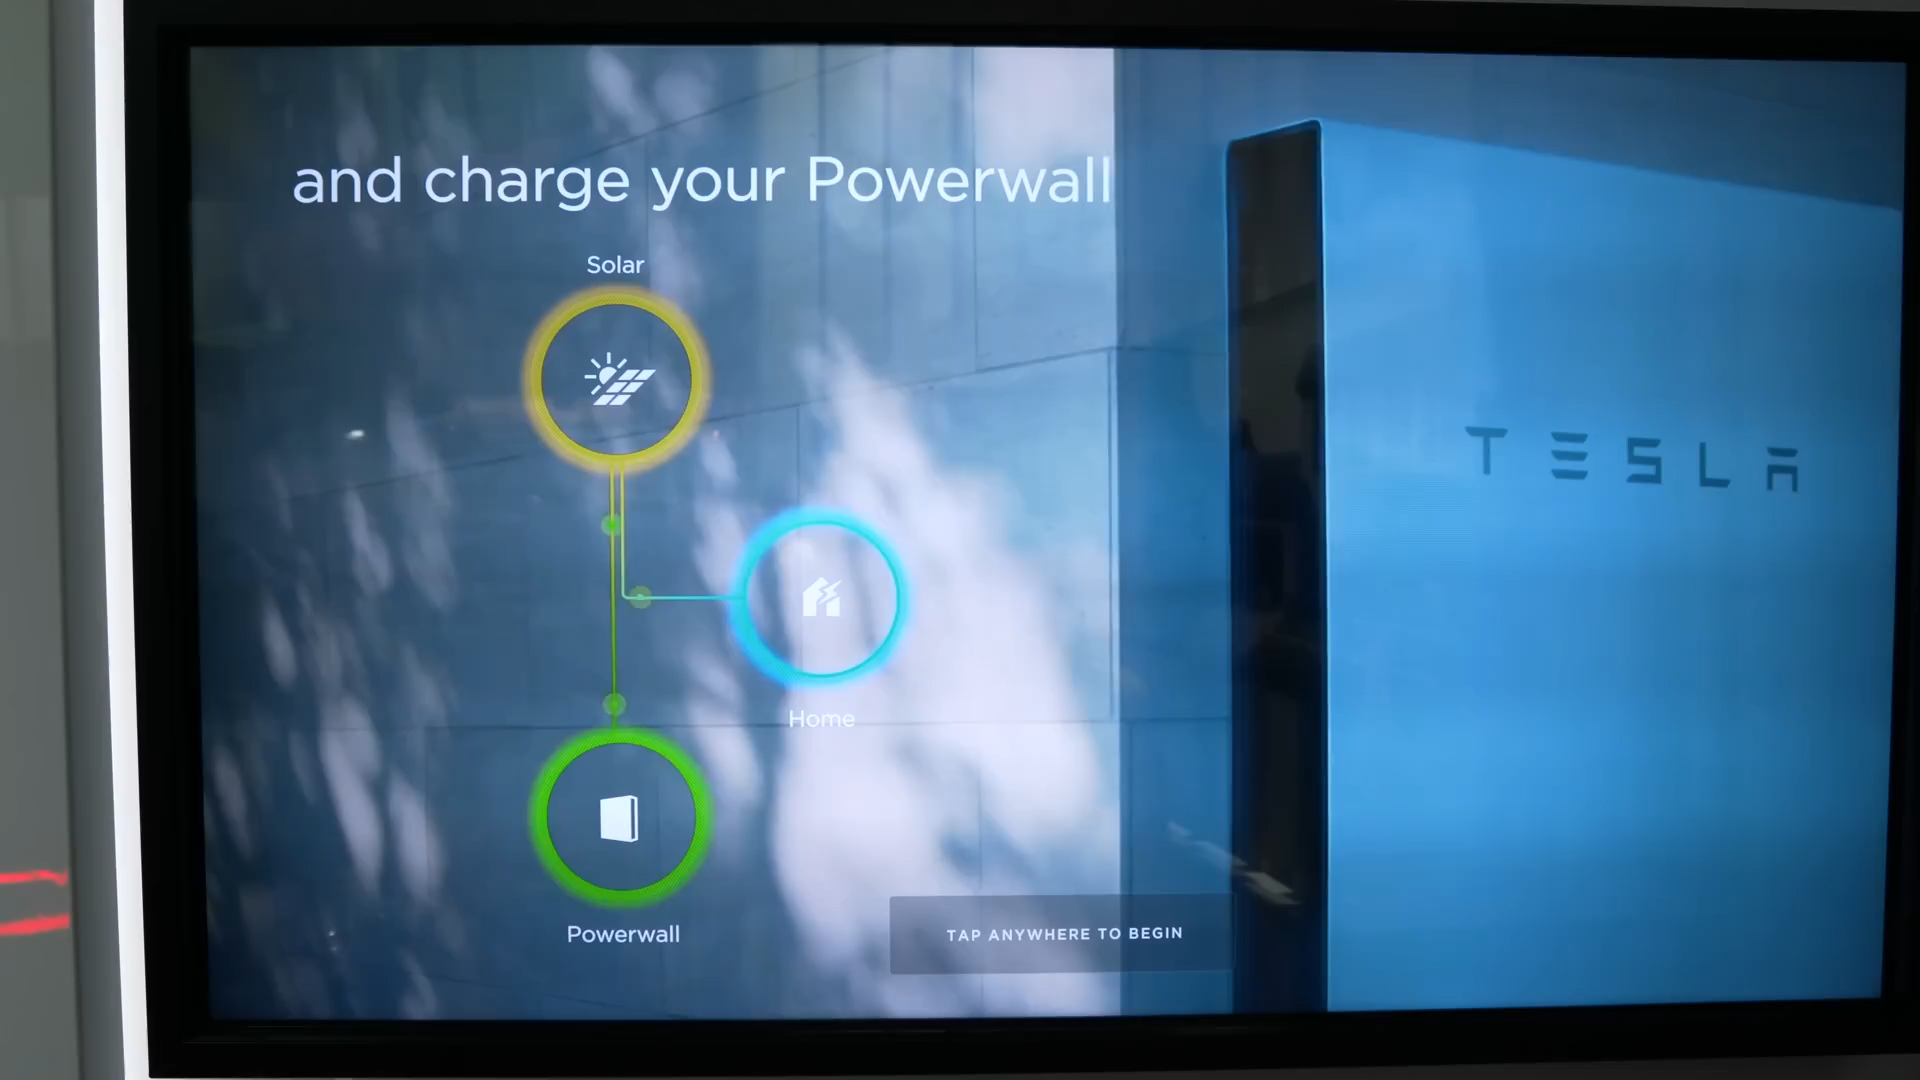 and charge your Powerwall
Solar
TESLA
Home
Powerwall
TAP ANYWHERE TO BEGIN